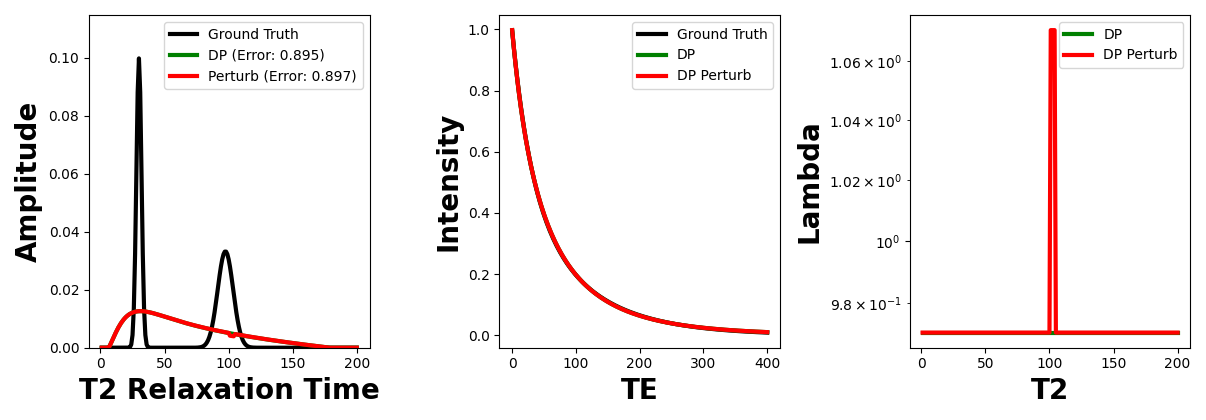 Ground Truth
DP (Error: 0.895)
Perturb (Error: 0.897)
0.10
0.08
0.06
0.04
0.02
0.00
Amplitude
0
50
100
150
200
T2 Relaxation Time
Ground Truth
DP
DP Perturb
1.0
0.8
0.6
0.4
0.2
0.0
Intensity
0
100
200
300
400
TE
DP
DP Perturb
1.06 × 10⁰
1.04 × 10⁰
1.02 × 10⁰
10⁰
9.8 × 10⁻¹
Lambda
0
50
100
150
200
T2